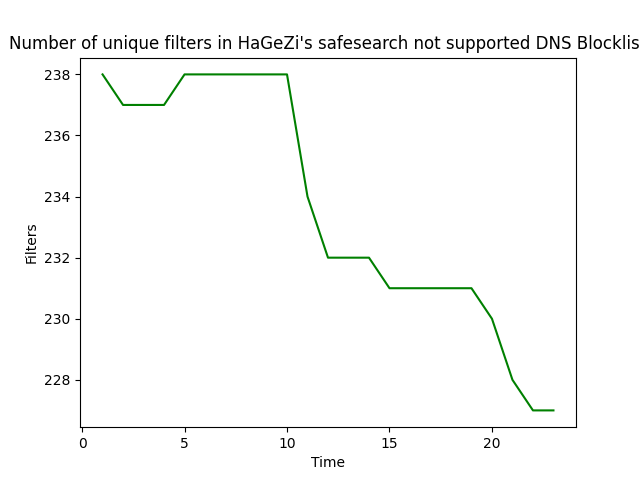 Number of unique filters in HaGeZi's safesearch not supported DNS Blocklis
238
236
234
232
230
228
Filters
0 5 10 15 20
Time